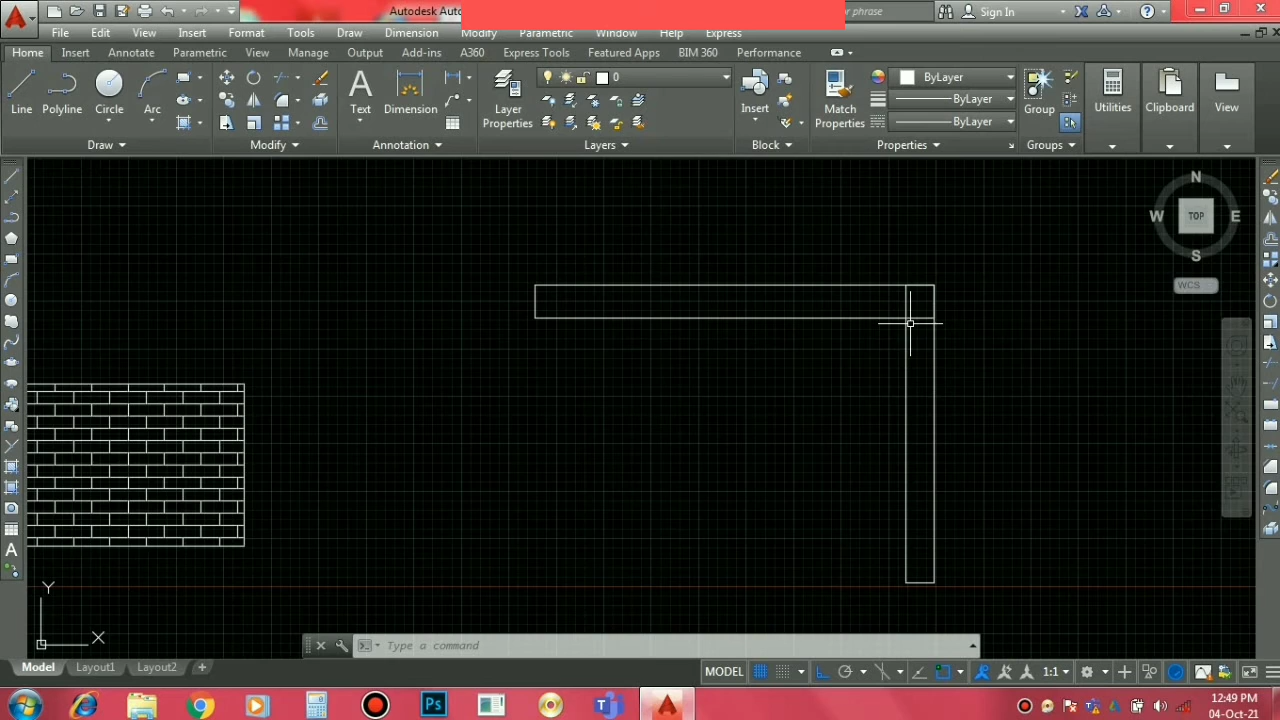 Autodesk Auto
r phrase
Sign In
File
Edit
View
Insert
Format
Tools
Draw
Dimension
Modify
Parametric
Window
Help
Express
Home
Insert
Annotate
Parametric
View
Manage
Output
Add-ins
A360
Express Tools
Featured Apps
BIM 360
Performance
Line
Polyline
Circle
Arc
Text
Dimension
Layer
Properties
0
Insert
Match
Properties
ByLayer
ByLayer
ByLayer
Group
Utilities
Clipboard
View
Draw
Modify
Annotation
Layers
Block
Properties
Groups
N
W
TOP
E
S
WCS
A
Y
X
Type a command
Model
Layout1
Layout2
MODEL
1:1
Ps
12:49 PM
04-Oct-21